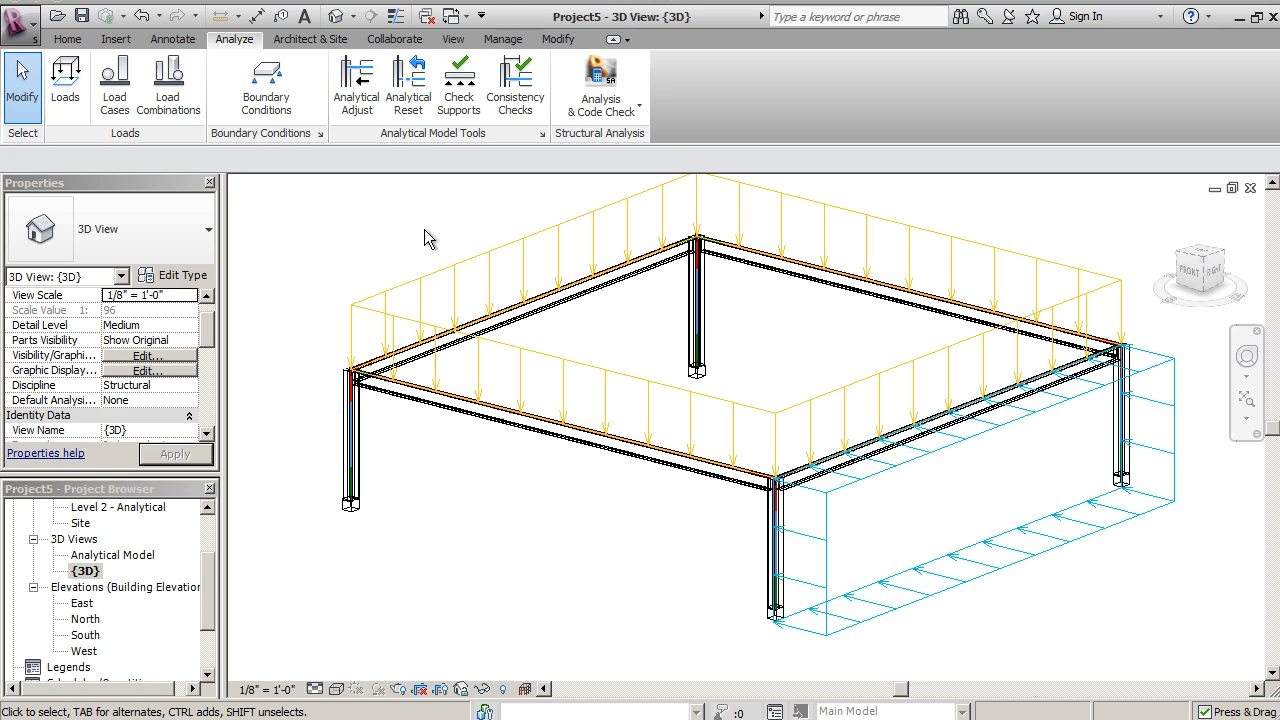 Project5 - 3D View: {3D}
Type a keyword or phrase
Sign In
Home Insert Annotate Analyze Architect & Site Collaborate View Manage Modify
Modify
Loads
Load Cases
Load Combinations
Boundary Conditions
Analytical Adjust
Analytical Reset
Check Supports
Consistency Checks
Analysis & Code Check
SA
Select
Loads
Boundary Conditions
Analytical Model Tools
Structural Analysis
Properties
3D View
3D View: {3D}
Edit Type
View Scale 1/8" = 1'-0"
Scale Value 1: 96
Detail Level Medium
Parts Visibility Show Original
Visibility/Graphi... Edit...
Graphic Display... Edit...
Discipline Structural
Default Analysi... None
Identity Data
View Name {3D}
Properties help
Apply
Project5 - Project Browser
Level 2 - Analytical
Site
3D Views
Analytical Model
{3D}
Elevations (Building Elevation
East
North
South
West
Legends
FRONT
RIGHT
1/8" = 1'-0"
Click to select, TAB for alternates, CTRL adds, SHIFT unselects.
:0
Main Model
Press & Drag